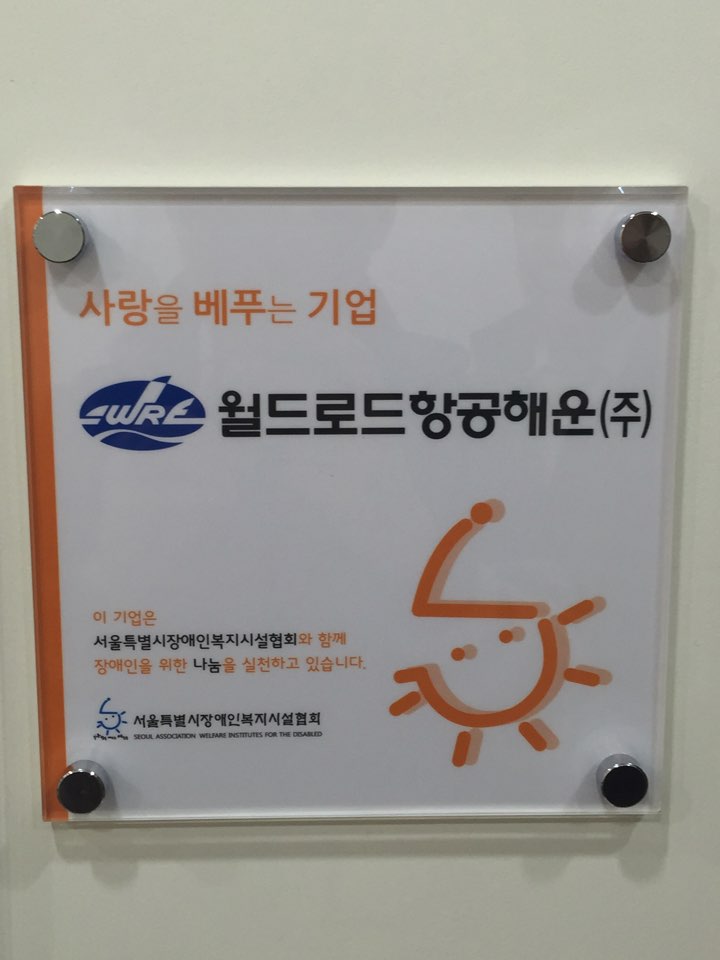 사랑을 베푸는 기업
WRE 월드로드항공해운(주)
이 기업은
서울특별시장애인복지시설협회와 함께
장애인을 위한 나눔을 실천하고 있습니다.
서울특별시장애인복지시설협회
SEOUL ASSOCIATION WELFARE INSTITUTES FOR THE DISABLED